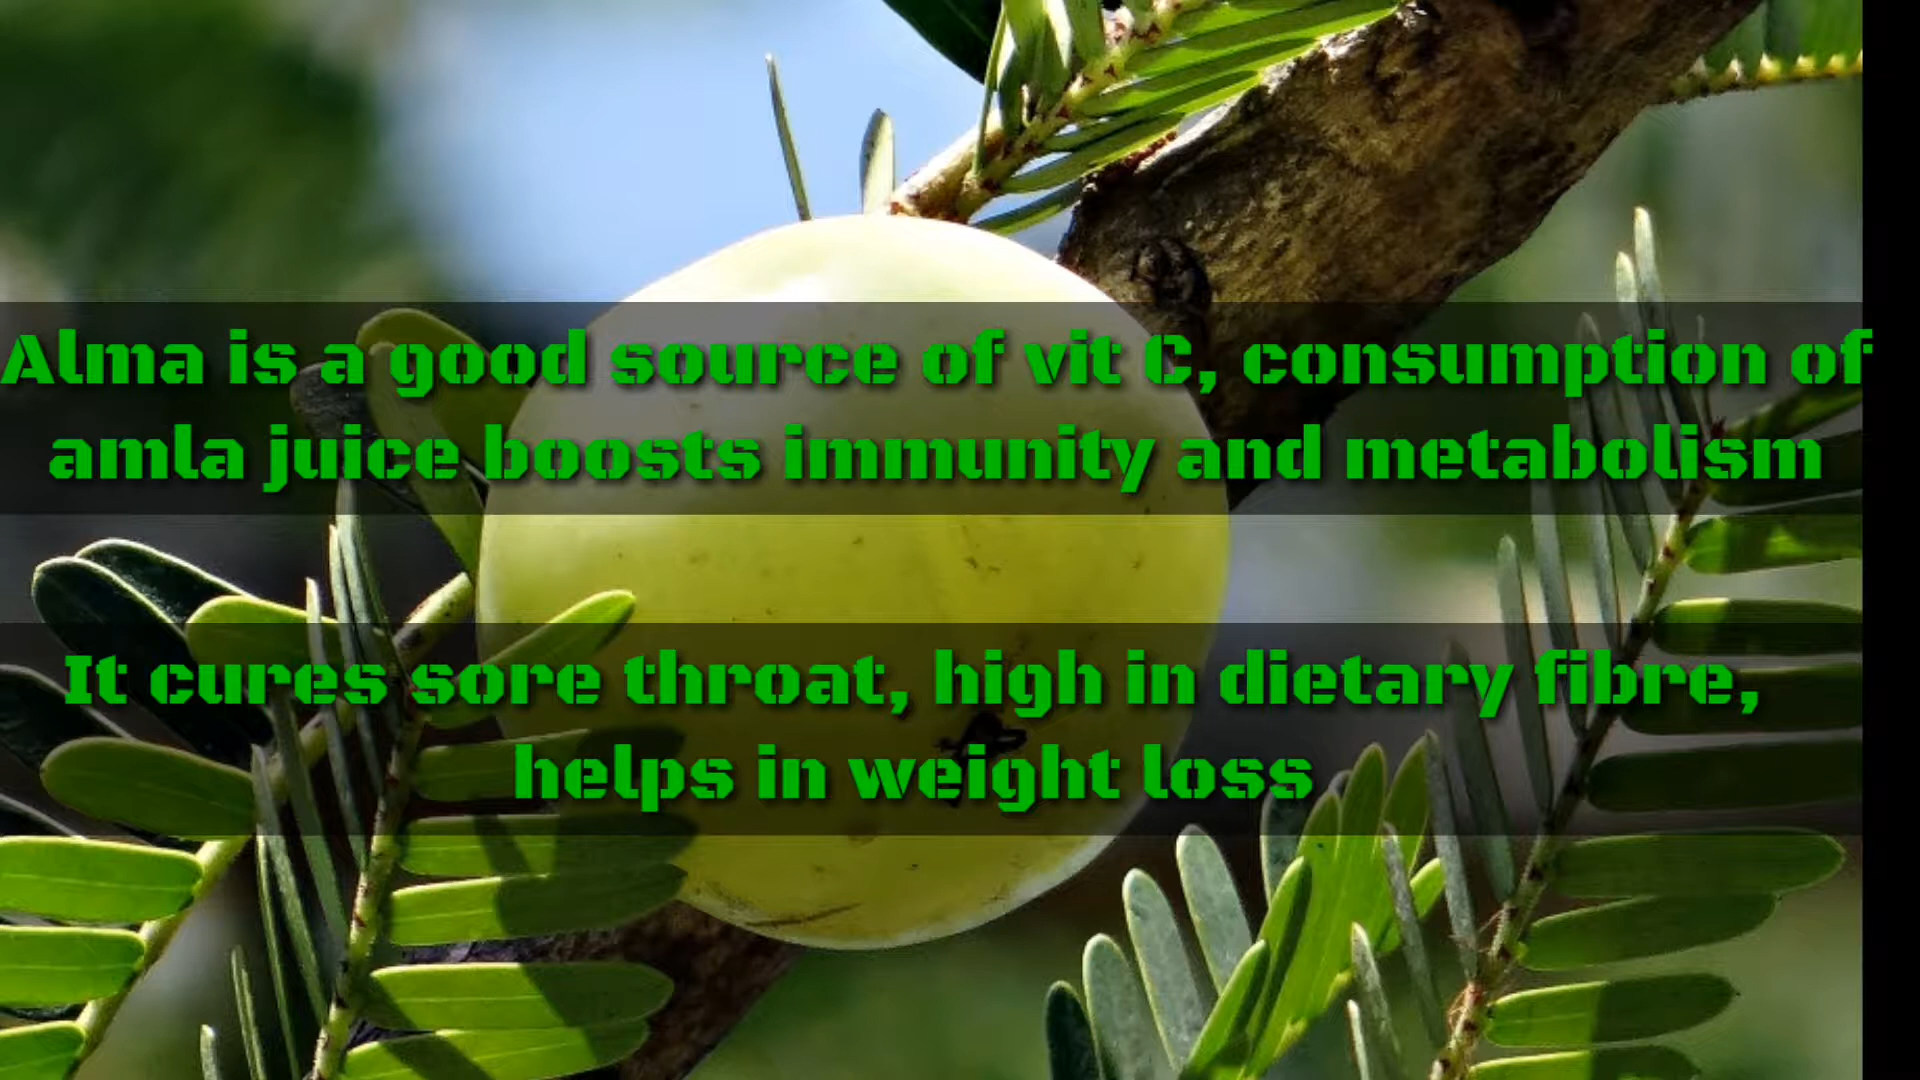 Alma is a good source of vit C, consumption of
amla juice boosts immunity and metabolism
It cures sore throat, high in dietary fibre,
helps in weight loss